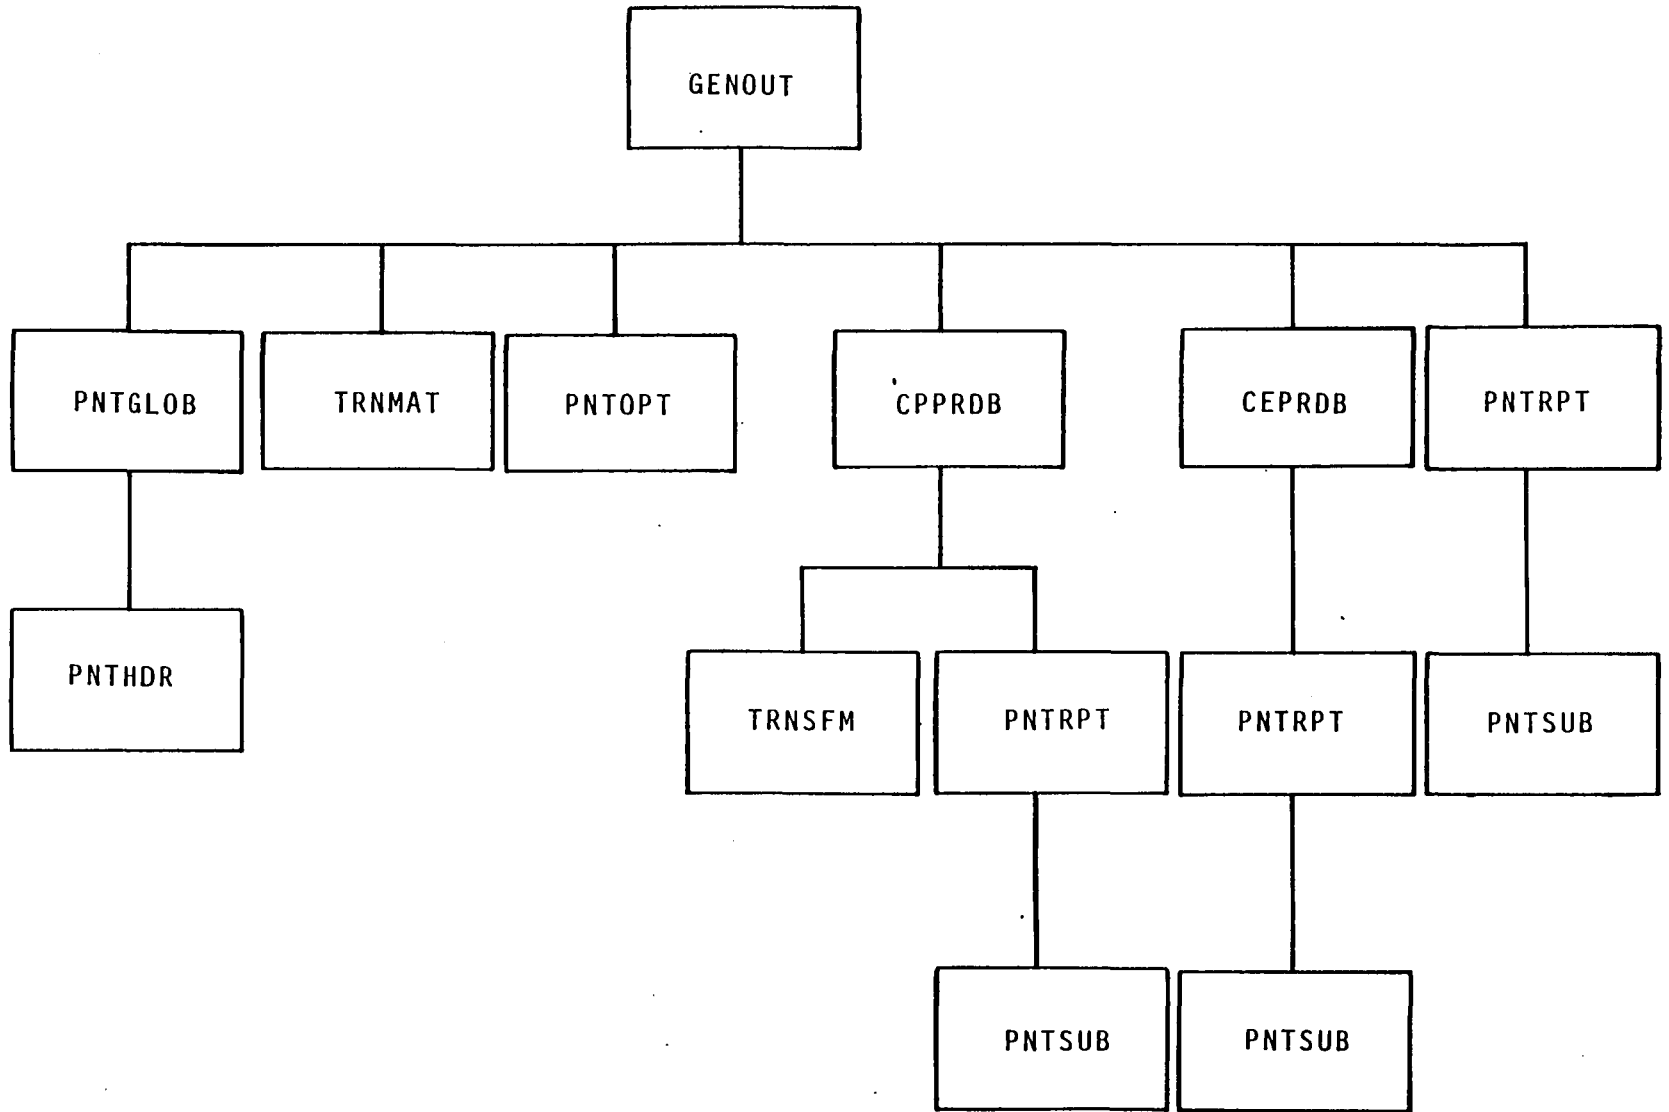 GENOUT
PNTGLOB
TRNMAT
PNTOPT
CPPRDB
CEPRDB
PNTRPT
PNTHDR
TRNSFM
PNTRPT
PNTRPT
PNTSUB
PNTSUB
PNTSUB